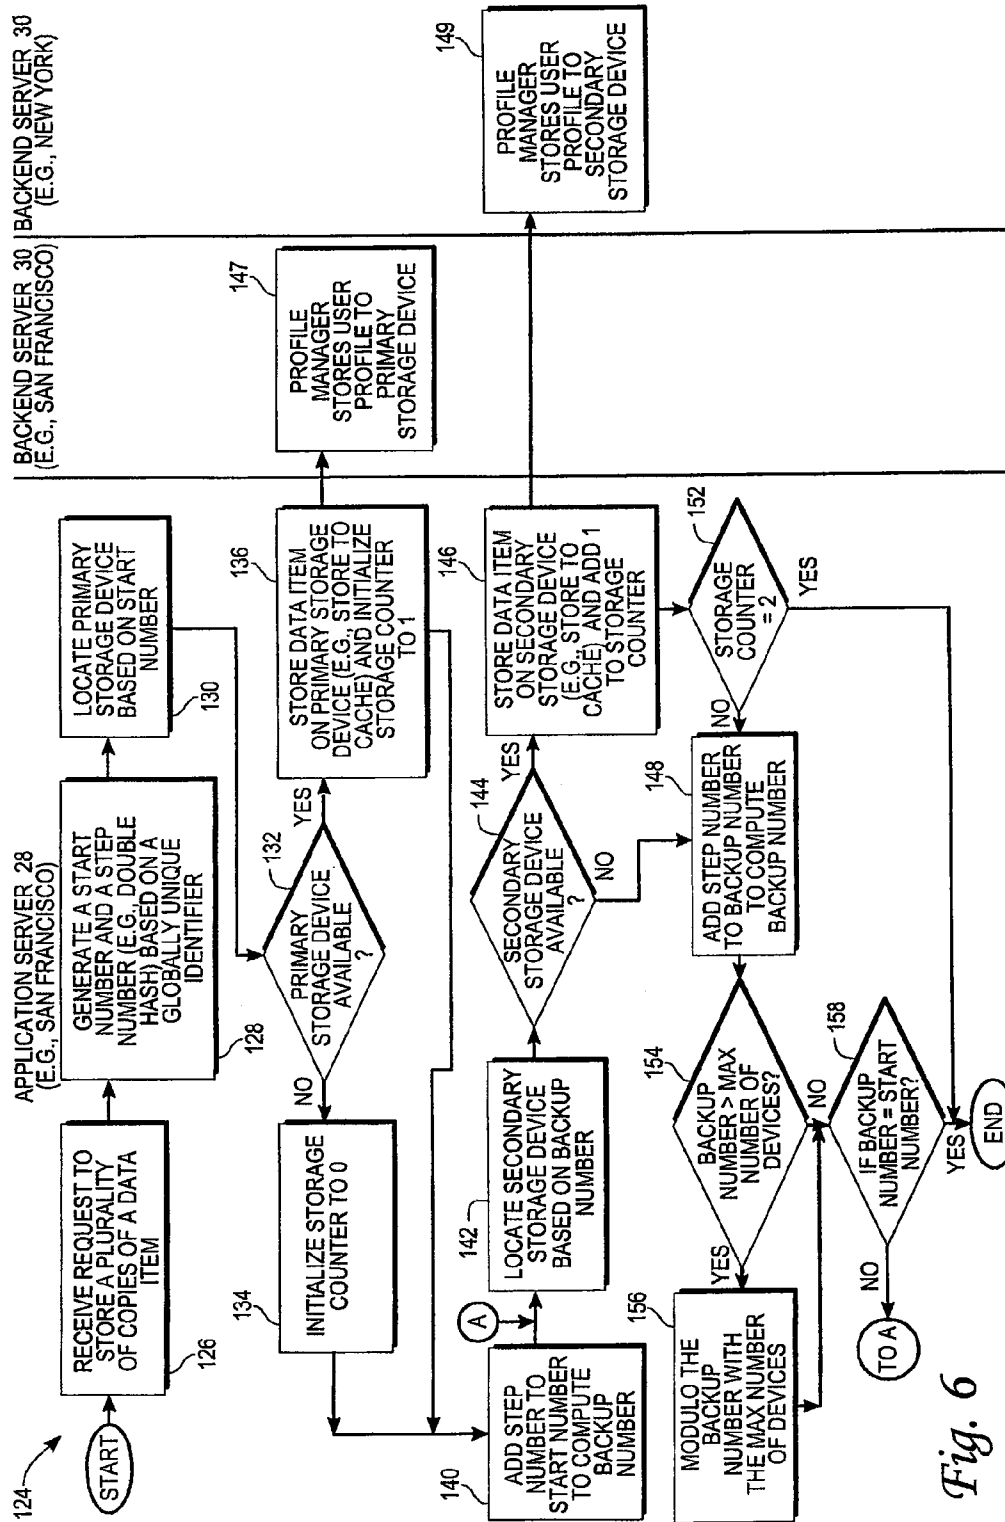 124
APPLICATION SERVER 28
(E.G., SAN FRANCISCO)
BACKEND SERVER 30
(E.G., SAN FRANCISCO)
BACKEND SERVER 30
(E.G., NEW YORK)
START
RECEIVE REQUEST TO
STORE A PLURALITY
OF COPIES OF A DATA
ITEM
126
GENERATE A START
NUMBER AND A STEP
NUMBER (E.G., DOUBLE
HASH) BASED ON A
GLOBALLY UNIQUE
IDENTIFIER
128
LOCATE PRIMARY
STORAGE DEVICE
BASED ON START
NUMBER
130
PRIMARY
STORAGE DEVICE
AVAILABLE
?
132
NO
YES
INITIALIZE STORAGE
COUNTER TO 0
134
STORE DATA ITEM
ON PRIMARY STORAGE
DEVICE (E.G., STORE TO
CACHE) AND INITIALIZE
STORAGE COUNTER
TO 1
136
PROFILE
MANAGER
STORES USER
PROFILE TO
PRIMARY
STORAGE DEVICE
147
ADD STEP
NUMBER TO
START NUMBER
TO COMPUTE
BACKUP
NUMBER
140
A
LOCATE SECONDARY
STORAGE DEVICE
BASED ON BACKUP
NUMBER
142
SECONDARY
STORAGE DEVICE
AVAILABLE
?
144
YES
NO
STORE DATA ITEM
ON SECONDARY
STORAGE DEVICE
(E.G., STORE TO
CACHE) AND ADD 1
TO STORAGE
COUNTER
146
PROFILE
MANAGER
STORES USER
PROFILE TO
SECONDARY
STORAGE DEVICE
149
STORAGE
COUNTER
= 2
152
NO
YES
ADD STEP NUMBER
TO BACKUP NUMBER
TO COMPUTE
BACKUP NUMBER
148
BACKUP
NUMBER > MAX
NUMBER OF
DEVICES?
154
YES
NO
MODULO THE
BACKUP
NUMBER WITH
THE MAX NUMBER
OF DEVICES
156
IF BACKUP
NUMBER = START
NUMBER?
158
NO
YES
TO A
END
Fig. 6